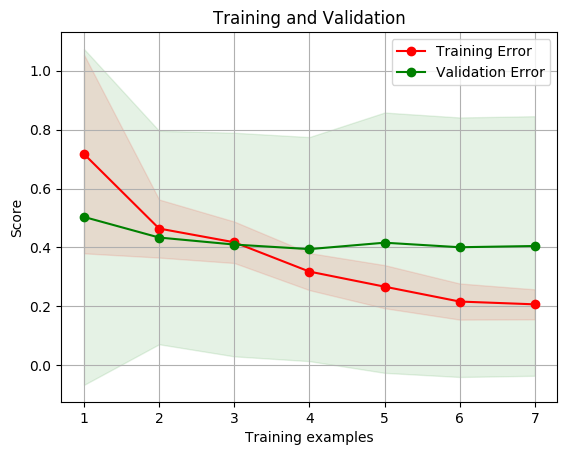 Training and Validation
Training Error
Validation Error
1.0
0.8
0.6
0.4
0.2
0.0
Score
1 2 3 4 5 6 7
Training examples